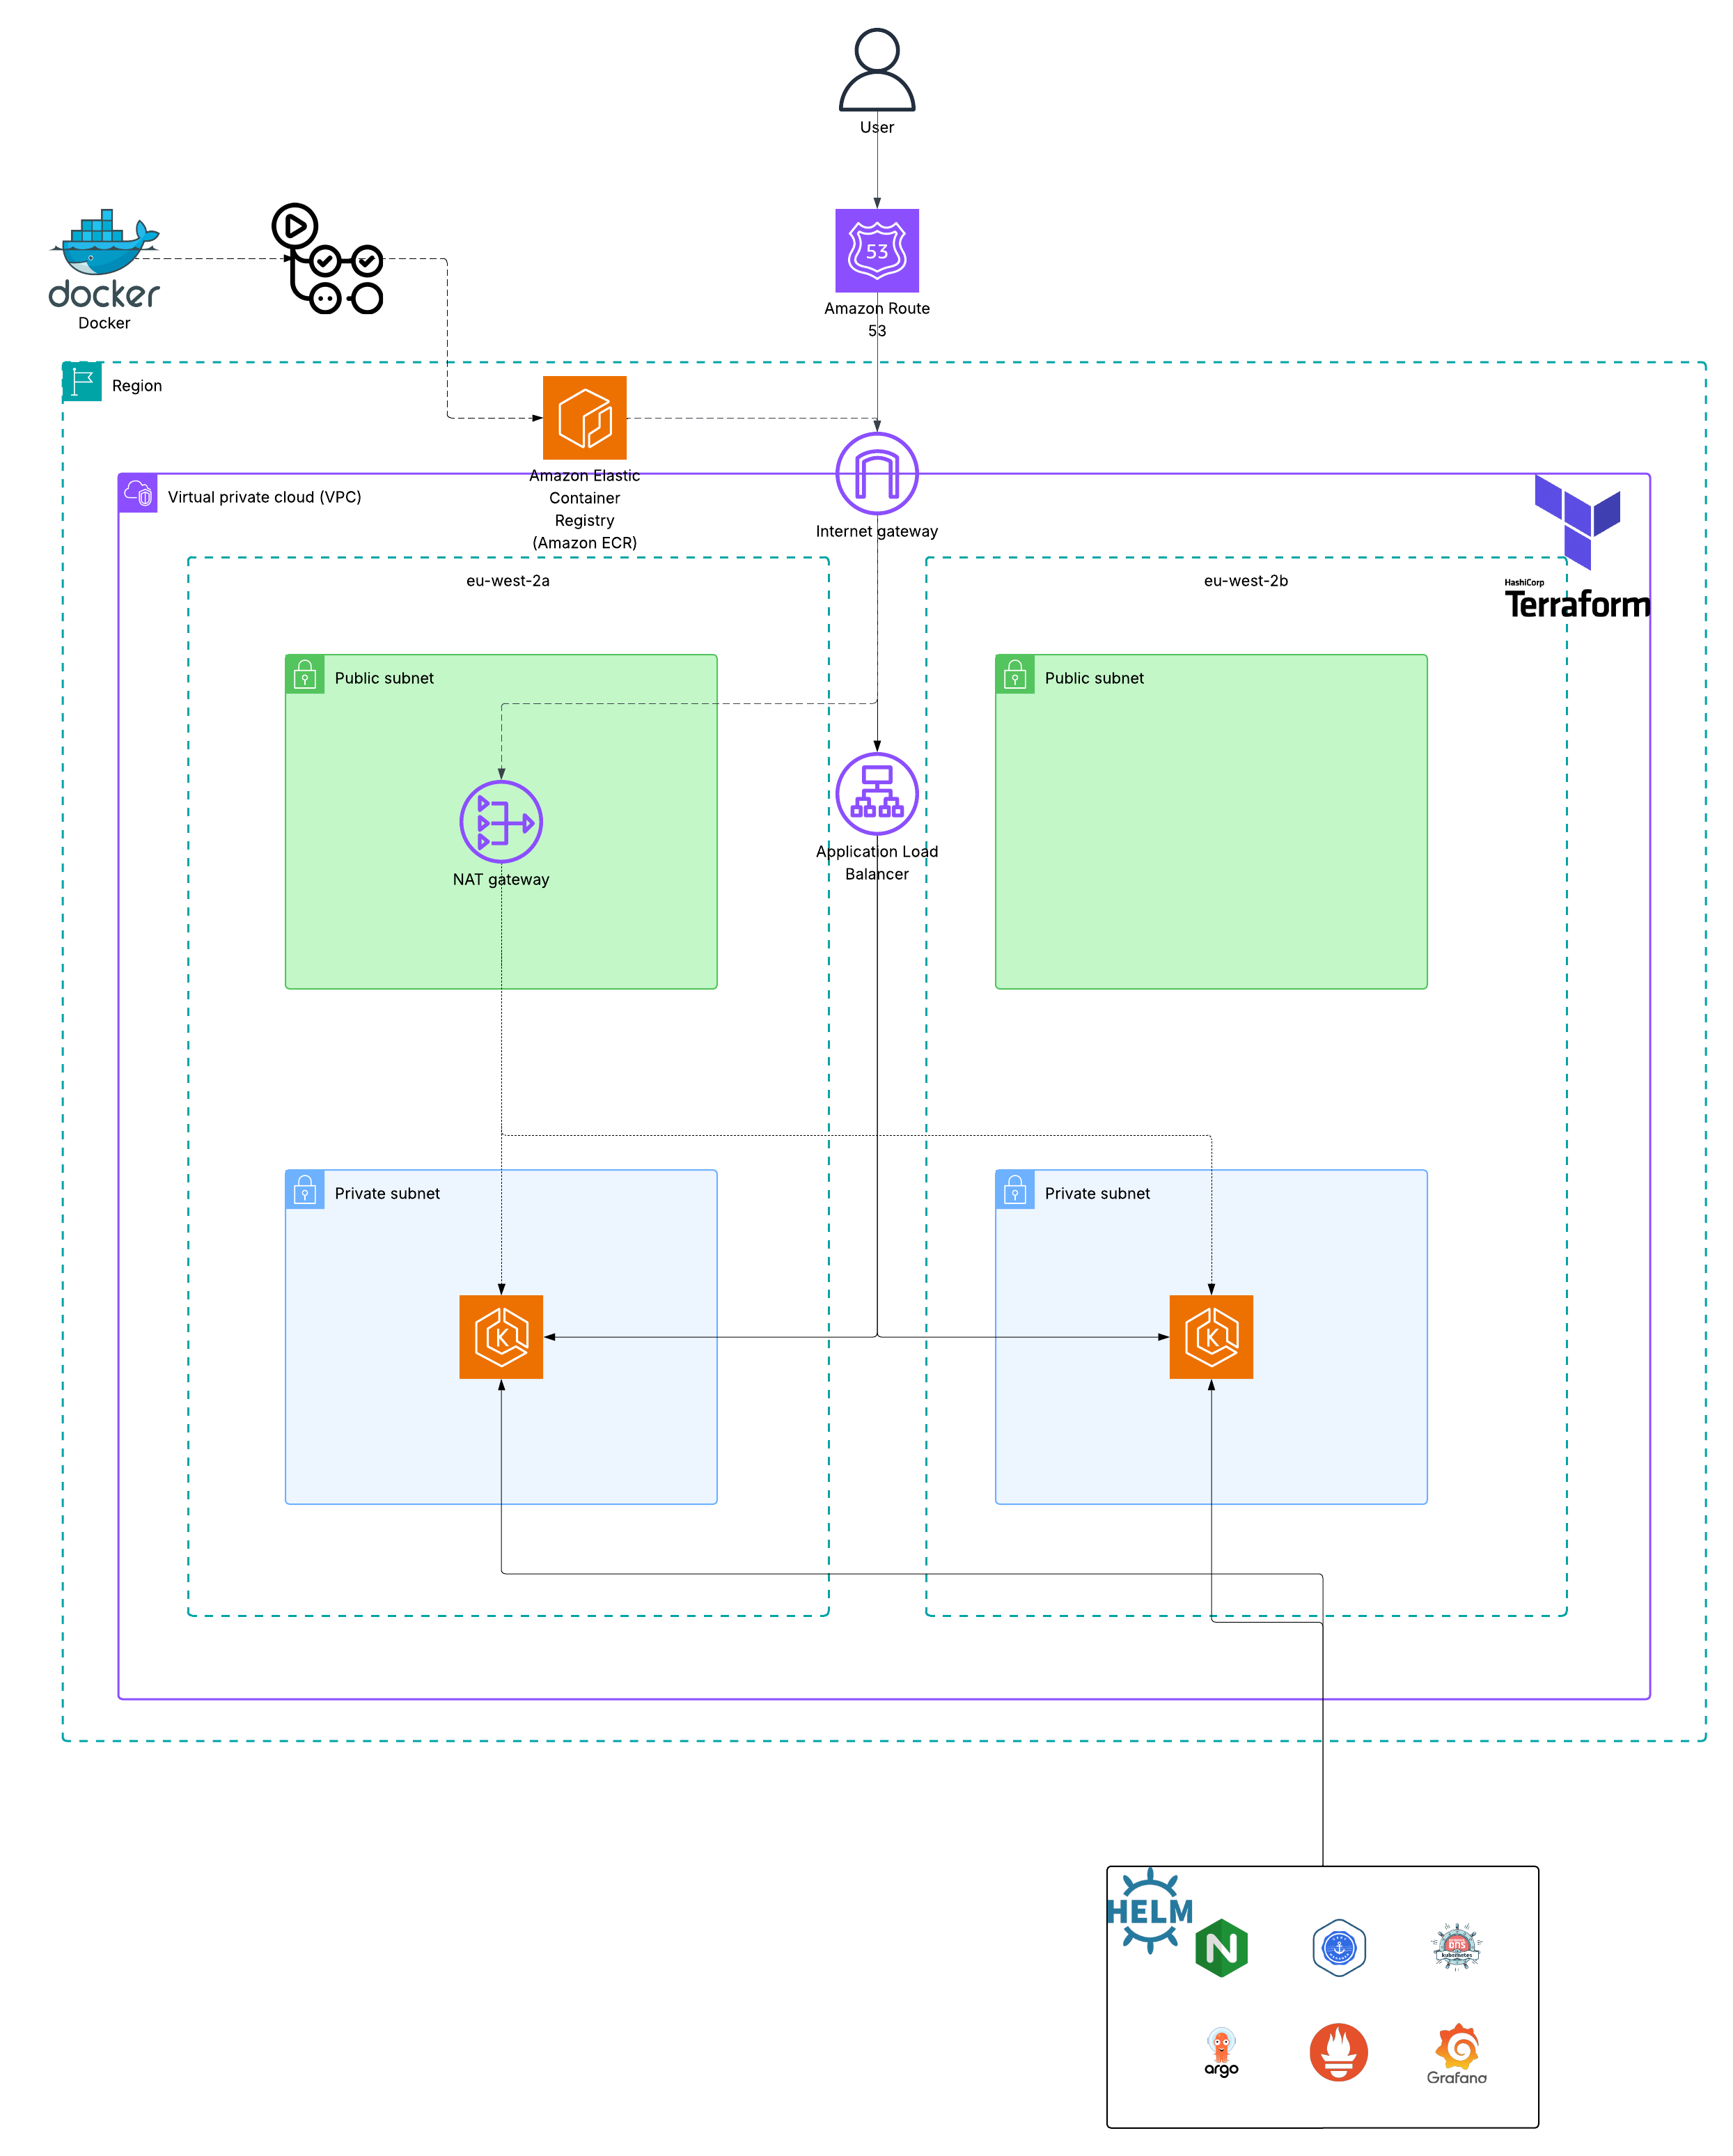 User
docker
Docker
53
Amazon Route
53
Region
Amazon Elastic
Container
Registry
(Amazon ECR)
Virtual private cloud (VPC)
Internet gateway
HashiCorp
Terraform
eu-west-2a
eu-west-2b
Public subnet
Public subnet
NAT gateway
Application Load
Balancer
Private subnet
Private subnet
K
K
HELM
N
DNS
kubernetes
argo
Grafana